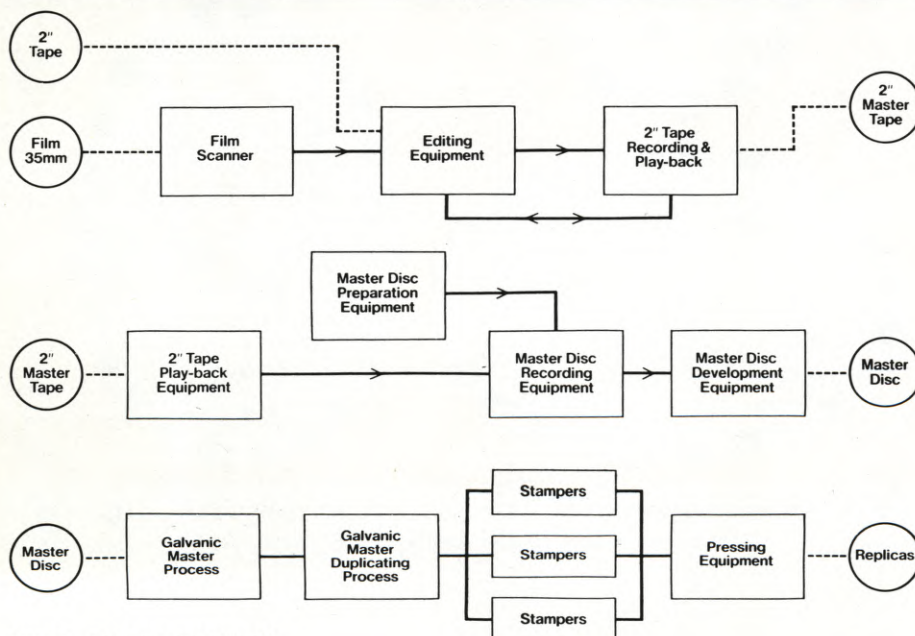 2"
Tape
Film
35mm
Film
Scanner
Editing
Equipment
2" Tape
Recording &
Play-back
2"
Master
Tape
Master Disc
Preparation
Equipment
2"
Master
Tape
2" Tape
Play-back
Equipment
Master Disc
Recording
Equipment
Master Disc
Development
Equipment
Master
Disc
Master
Disc
Galvanic
Master
Process
Galvanic
Master
Duplicating
Process
Stampers
Stampers
Stampers
Pressing
Equipment
Replicas